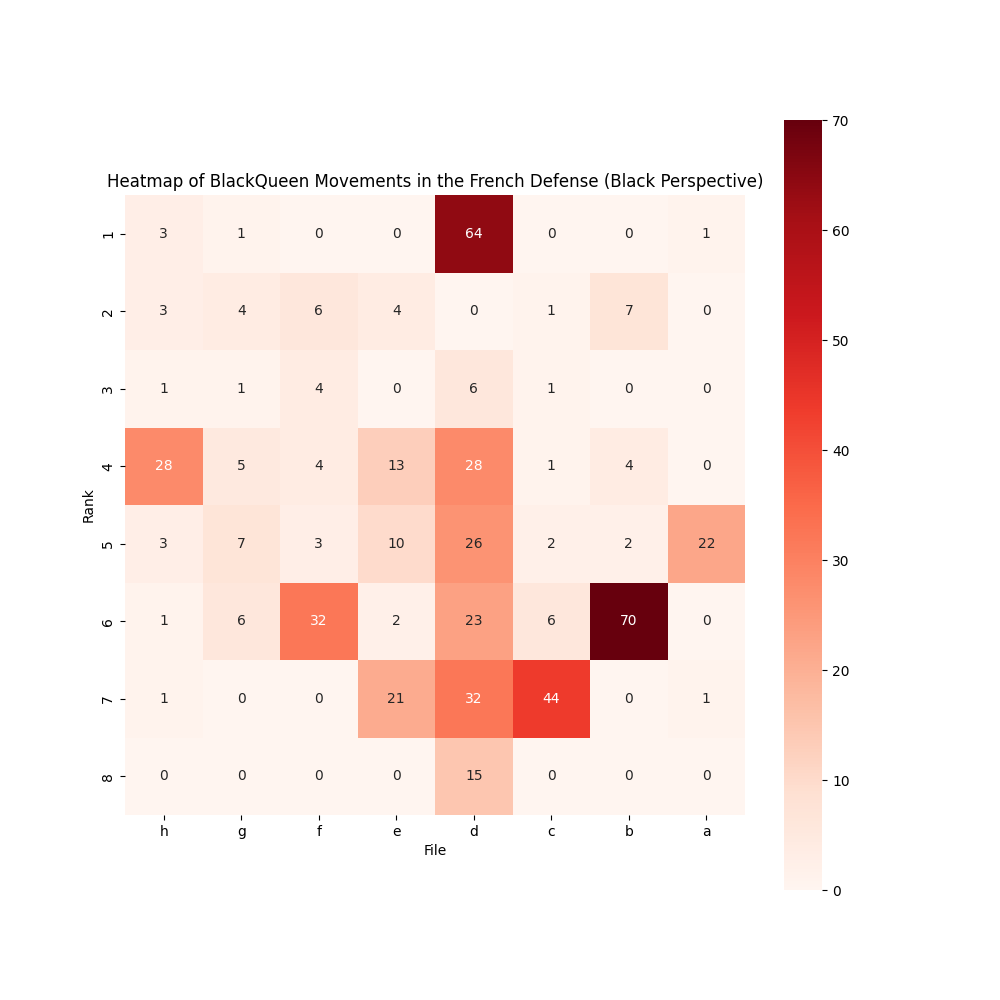 Heatmap of BlackQueen Movements in the French Defense (Black Perspective)
70
60
50
40
30
20
10
0
Rank
1 3 1 0 0 64 0 0 1
2 3 4 6 4 0 1 7 0
3 1 1 4 0 6 1 0 0
4 28 5 4 13 28 1 4 0
5 3 7 3 10 26 2 2 22
6 1 6 32 2 23 6 70 0
7 1 0 0 21 32 44 0 1
8 0 0 0 0 15 0 0 0
h g f e d c b a
File